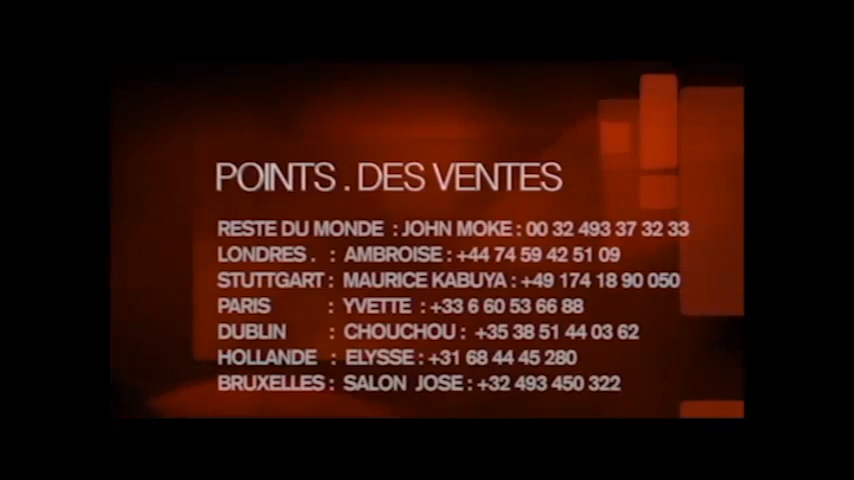 POINTS . DES VENTES
RESTE DU MONDE : JOHN MOKE : 00 32 493 37 32 33
LONDRES . : AMBROISE : +44 74 59 42 51 09
STUTTGART : MAURICE KABUYA : +49 174 18 90 050
PARIS : YVETTE : +33 6 60 53 66 88
DUBLIN : CHOUCHOU : +35 38 51 44 03 62
HOLLANDE : ELYSSE : +31 68 44 45 280
BRUXELLES : SALON JOSE : +32 493 450 322